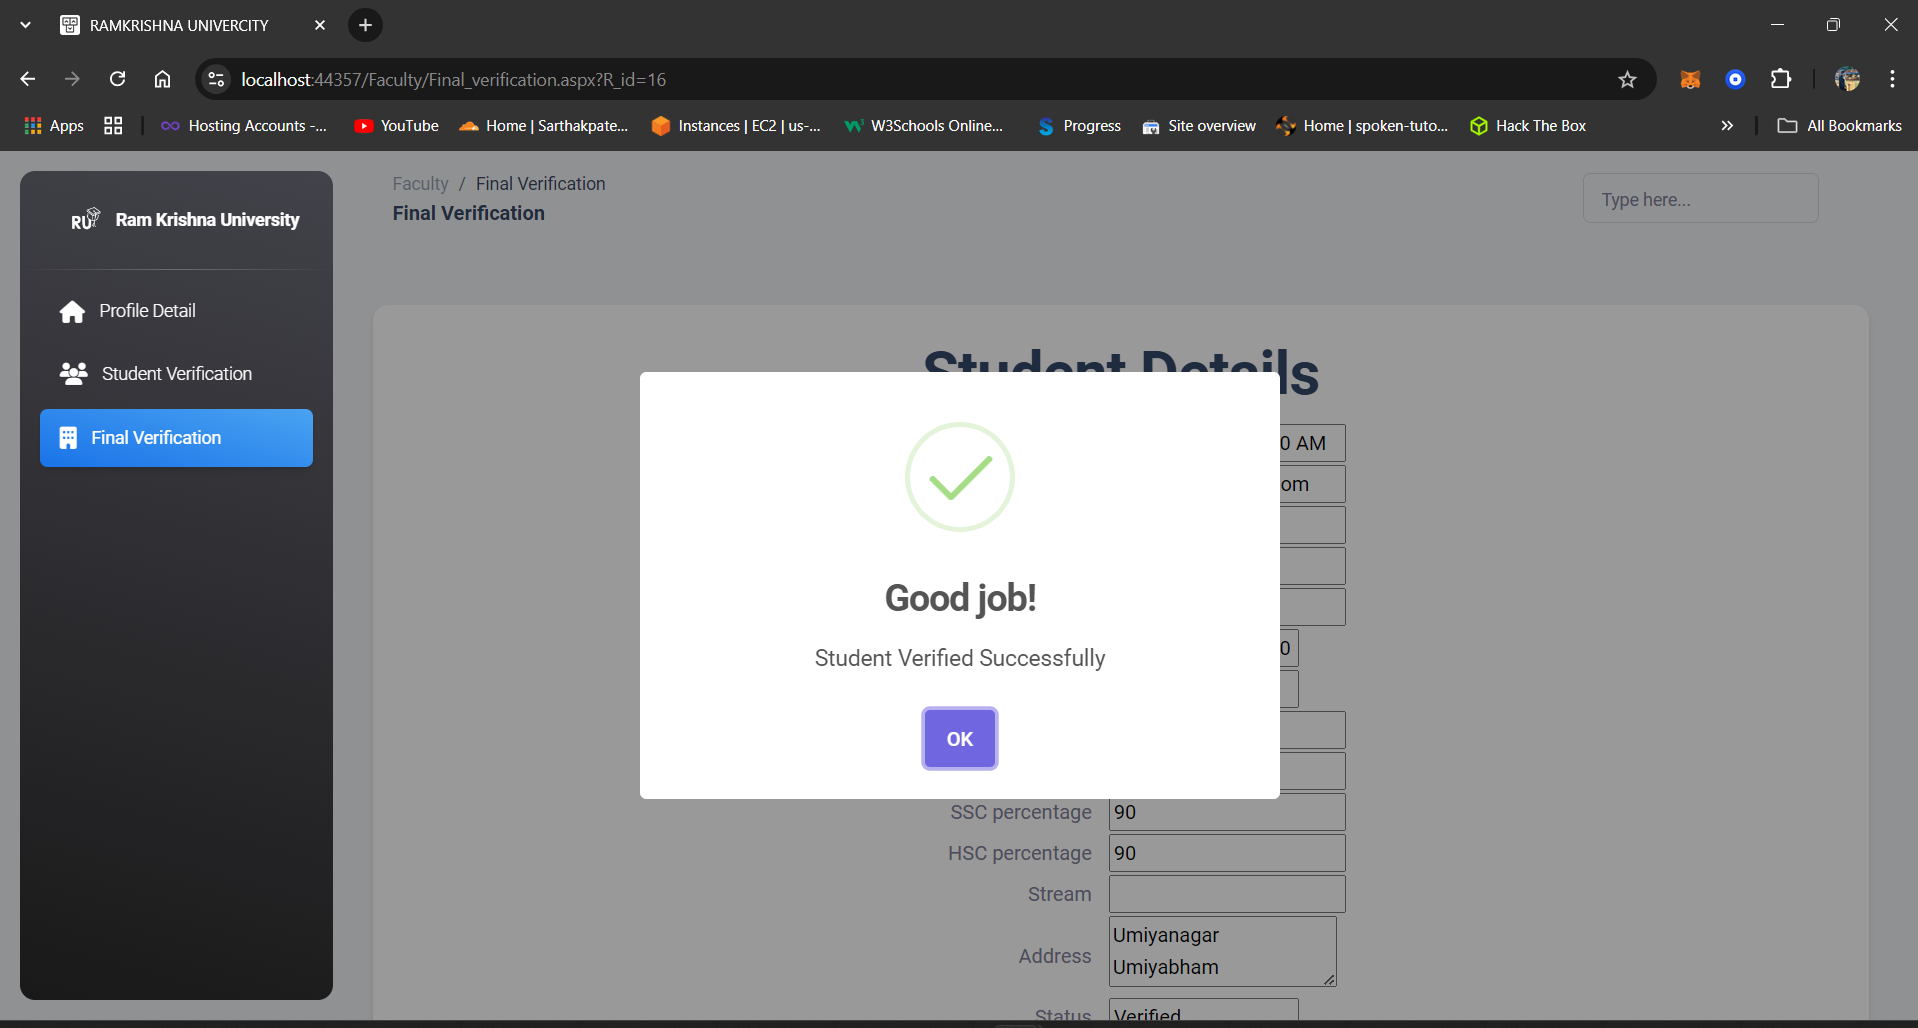 RAMKRISHNA UNIVERCITY
localhost:44357/Faculty/Final_verification.aspx?R_id=16
Apps
Hosting Accounts -...
YouTube
Home | Sarthakpate...
Instances | EC2 | us-...
W3Schools Online...
Progress
Site overview
Home | spoken-tuto...
Hack The Box
All Bookmarks
RU
Ram Krishna University
Profile Detail
Student Verification
Final Verification
Faculty / Final Verification
Final Verification
Type here...
Student Details
0 AM
om
0
Good job!
Student Verified Successfully
OK
SSC percentage 90
HSC percentage 90
Stream
Address
Umiyanagar
Umiyabham
Status Verified